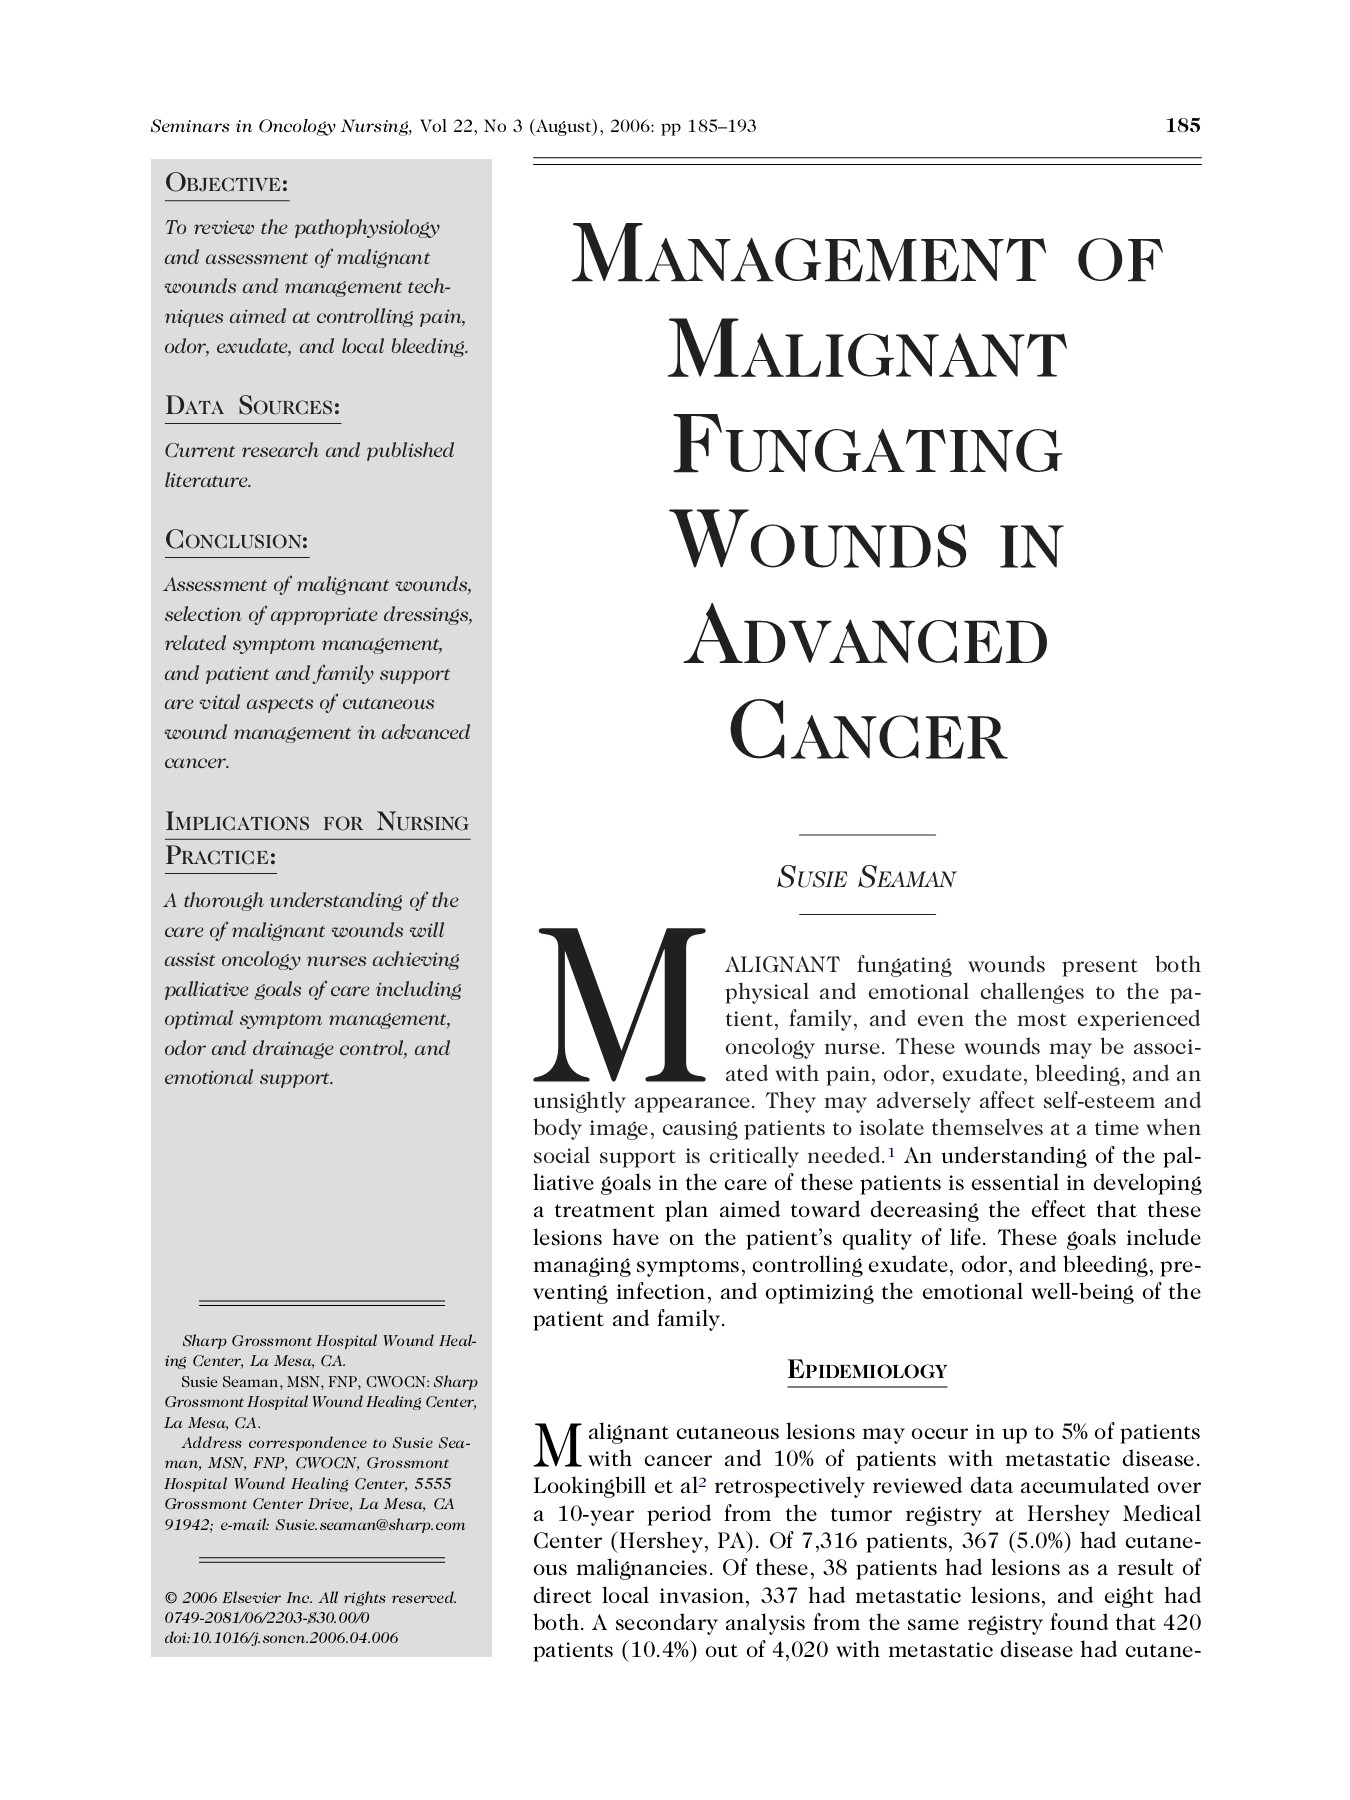 Seminars in Oncology Nursing, Vol 22, No 3 (August), 2006: pp 185–193
185
OBJECTIVE:
To review the pathophysiology
and assessment of malignant
wounds and management tech-
niques aimed at controlling pain,
odor, exudate, and local bleeding.
DATA SOURCES:
Current research and published
literature.
CONCLUSION:
Assessment of malignant wounds,
selection of appropriate dressings,
related symptom management,
and patient and family support
are vital aspects of cutaneous
wound management in advanced
cancer.
IMPLICATIONS FOR NURSING
PRACTICE:
A thorough understanding of the
care of malignant wounds will
assist oncology nurses achieving
palliative goals of care including
optimal symptom management,
odor and drainage control, and
emotional support.
Sharp Grossmont Hospital Wound Heal-
ing Center, La Mesa, CA.
Susie Seaman, MSN, FNP, CWOCN: Sharp
Grossmont Hospital Wound Healing Center,
La Mesa, CA.
Address correspondence to Susie Sea-
man, MSN, FNP, CWOCN, Grossmont
Hospital Wound Healing Center, 5555
Grossmont Center Drive, La Mesa, CA
91942; e-mail: Susie.seaman@sharp.com
© 2006 Elsevier Inc. All rights reserved.
0749-2081/06/2203-$30.00/0
doi:10.1016/j.soncn.2006.04.006
MANAGEMENT OF
MALIGNANT
FUNGATING
WOUNDS IN
ADVANCED
CANCER
SUSIE SEAMAN
MALIGNANT fungating wounds present both
physical and emotional challenges to the pa-
tient, family, and even the most experienced
oncology nurse. These wounds may be associ-
ated with pain, odor, exudate, bleeding, and an
unsightly appearance. They may adversely affect self-esteem and
body image, causing patients to isolate themselves at a time when
social support is critically needed.¹ An understanding of the pal-
liative goals in the care of these patients is essential in developing
a treatment plan aimed toward decreasing the effect that these
lesions have on the patient's quality of life. These goals include
managing symptoms, controlling exudate, odor, and bleeding, pre-
venting infection, and optimizing the emotional well-being of the
patient and family.
EPIDEMIOLOGY
Malignant cutaneous lesions may occur in up to 5% of patients
with cancer and 10% of patients with metastatic disease.
Lookingbill et al² retrospectively reviewed data accumulated over
a 10-year period from the tumor registry at Hershey Medical
Center (Hershey, PA). Of 7,316 patients, 367 (5.0%) had cutane-
ous malignancies. Of these, 38 patients had lesions as a result of
direct local invasion, 337 had metastatic lesions, and eight had
both. A secondary analysis from the same registry found that 420
patients (10.4%) out of 4,020 with metastatic disease had cutane-